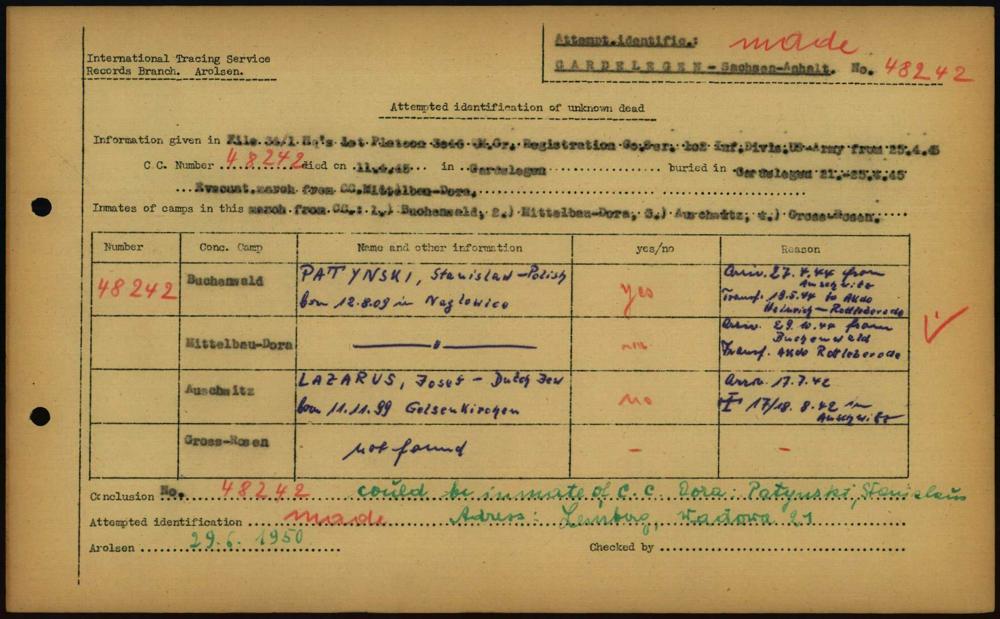 Attempt.identific.: made
International Tracing Service
Records Branch. Arolsen.
GARDELEGEN - Sachsen-Anhalt. No. 48242
Attempted identification of unknown dead
Information given in File 34/1 Hq's 1st Platoon 3046 Gr. Registration Co. 102 Inf.Divis.US-Army from 25.4.45
C.C. Number 48242 died on 11.4.45 in Gardelegen buried in Gardelegen 21.-25.4.45
Evacuat.march from CC.Mittelbau-Dora.
Inmates of camps in this march from CC.: 1.) Buchenwald, 2.) Mittelbau-Dora, 3.) Auschwitz, 4.) Gross-Rosen.
Number Conc. Camp Name and other information yes/no Reason
48242 Buchenwald PATYNSKI, Stanislad - Polish yes Arriv. 27.4.44 from Auschwitz
born 12.8.09 in Naglowice Transf. 19.5.44 to Akdo Heinrich - Rottleberode
Mittelbau-Dora — " — Arriv. 29.10.44 from Buchenwald
Transf. Akdo Rottleberode
Auschwitz LAZARUS, Josef - Dutch Jew no Arriv. 17.7.42
born 11.11.99 Gelsenkirchen 17/18.8.42 in Auschwitz
Gross-Rosen not found - -
Conclusion No. 48242 could be inmate of C.C. Dora: Patynski, Stanislaus
Attempted identification made Adress: Lemberg, Wadowa 21
Arolsen 29.6.1950 Checked by